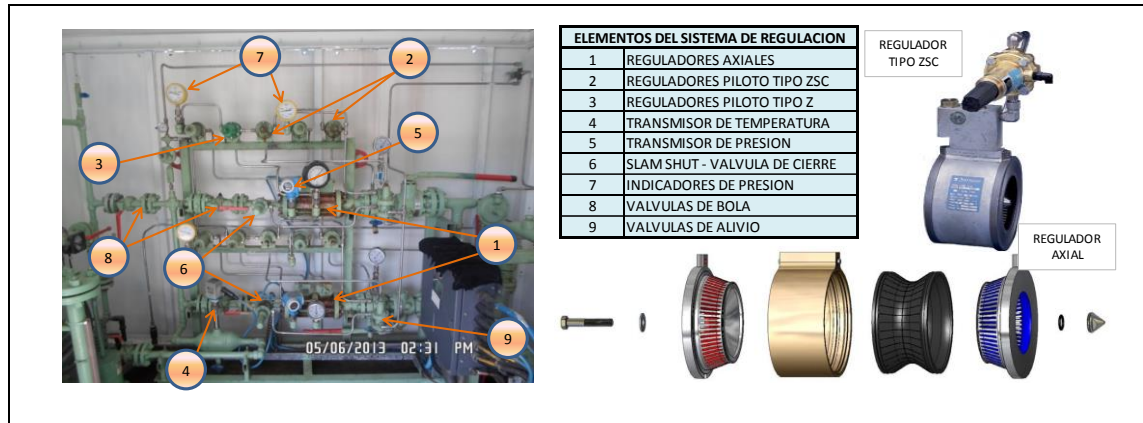 7
2
5
3
1
8
6
4
9
05/06/2013 02:31 PM
ELEMENTOS DEL SISTEMA DE REGULACION
1 REGULADORES AXIALES
2 REGULADORES PILOTO TIPO ZSC
3 REGULADORES PILOTO TIPO Z
4 TRANSMISOR DE TEMPERATURA
5 TRANSMISOR DE PRESION
6 SLAM SHUT - VALVULA DE CIERRE
7 INDICADORES DE PRESION
8 VALVULAS DE BOLA
9 VALVULAS DE ALIVIO
REGULADOR
TIPO ZSC
REGULADOR
AXIAL